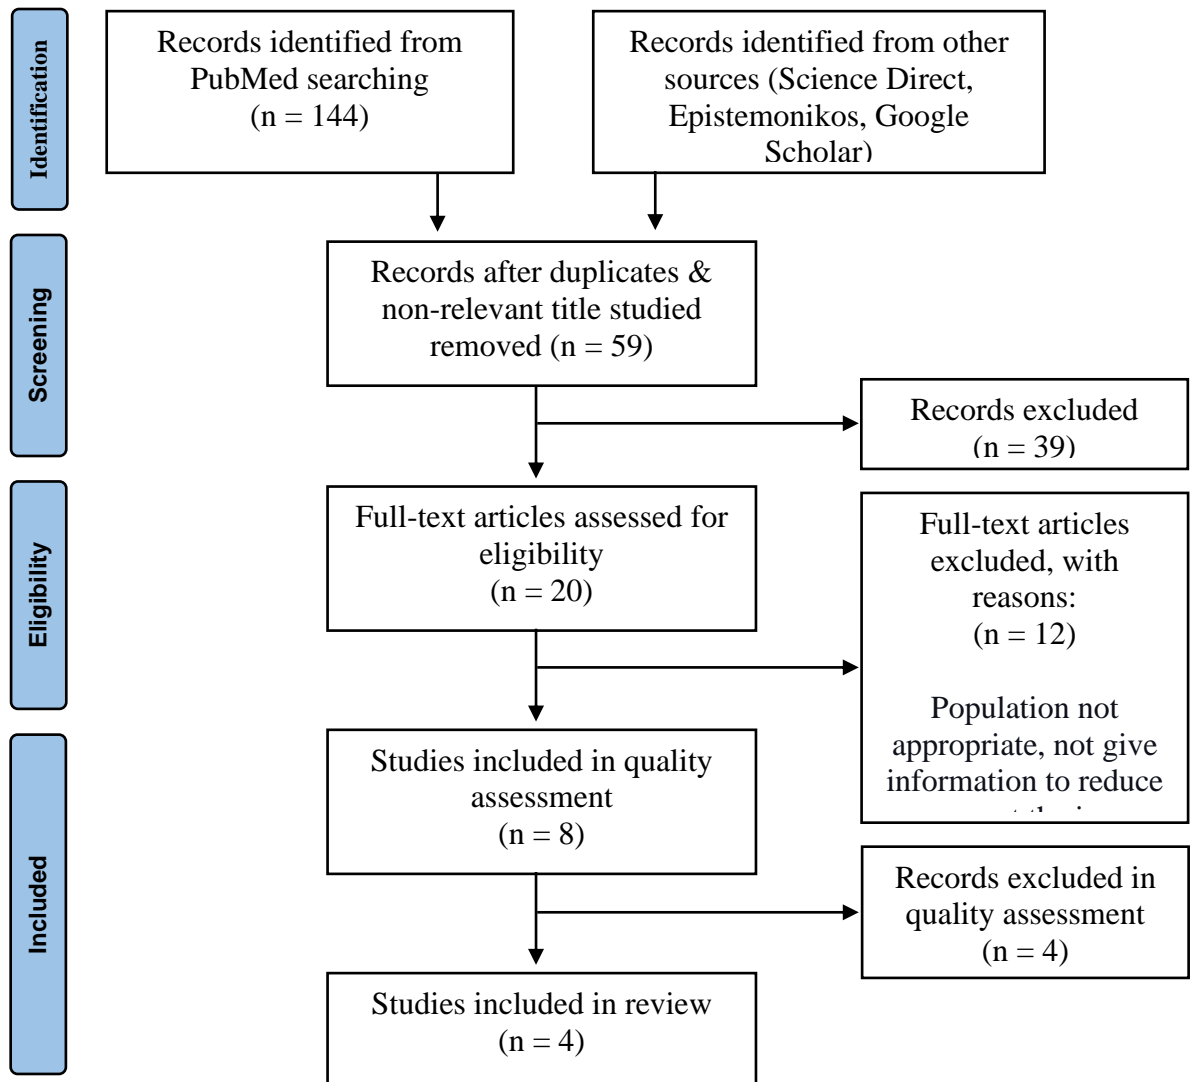 Identification
Records identified from
PubMed searching
(n = 144)
Records identified from other
sources (Science Direct,
Epistemonikos, Google
Scholar)
Screening
Records after duplicates &
non-relevant title studied
removed (n = 59)
Records excluded
(n = 39)
Eligibility
Full-text articles assessed for
eligibility
(n = 20)
Full-text articles
excluded, with
reasons:
(n = 12)
Population not
appropriate, not give
information to reduce
Included
Studies included in quality
assessment
(n = 8)
Records excluded in
quality assessment
(n = 4)
Studies included in review
(n = 4)